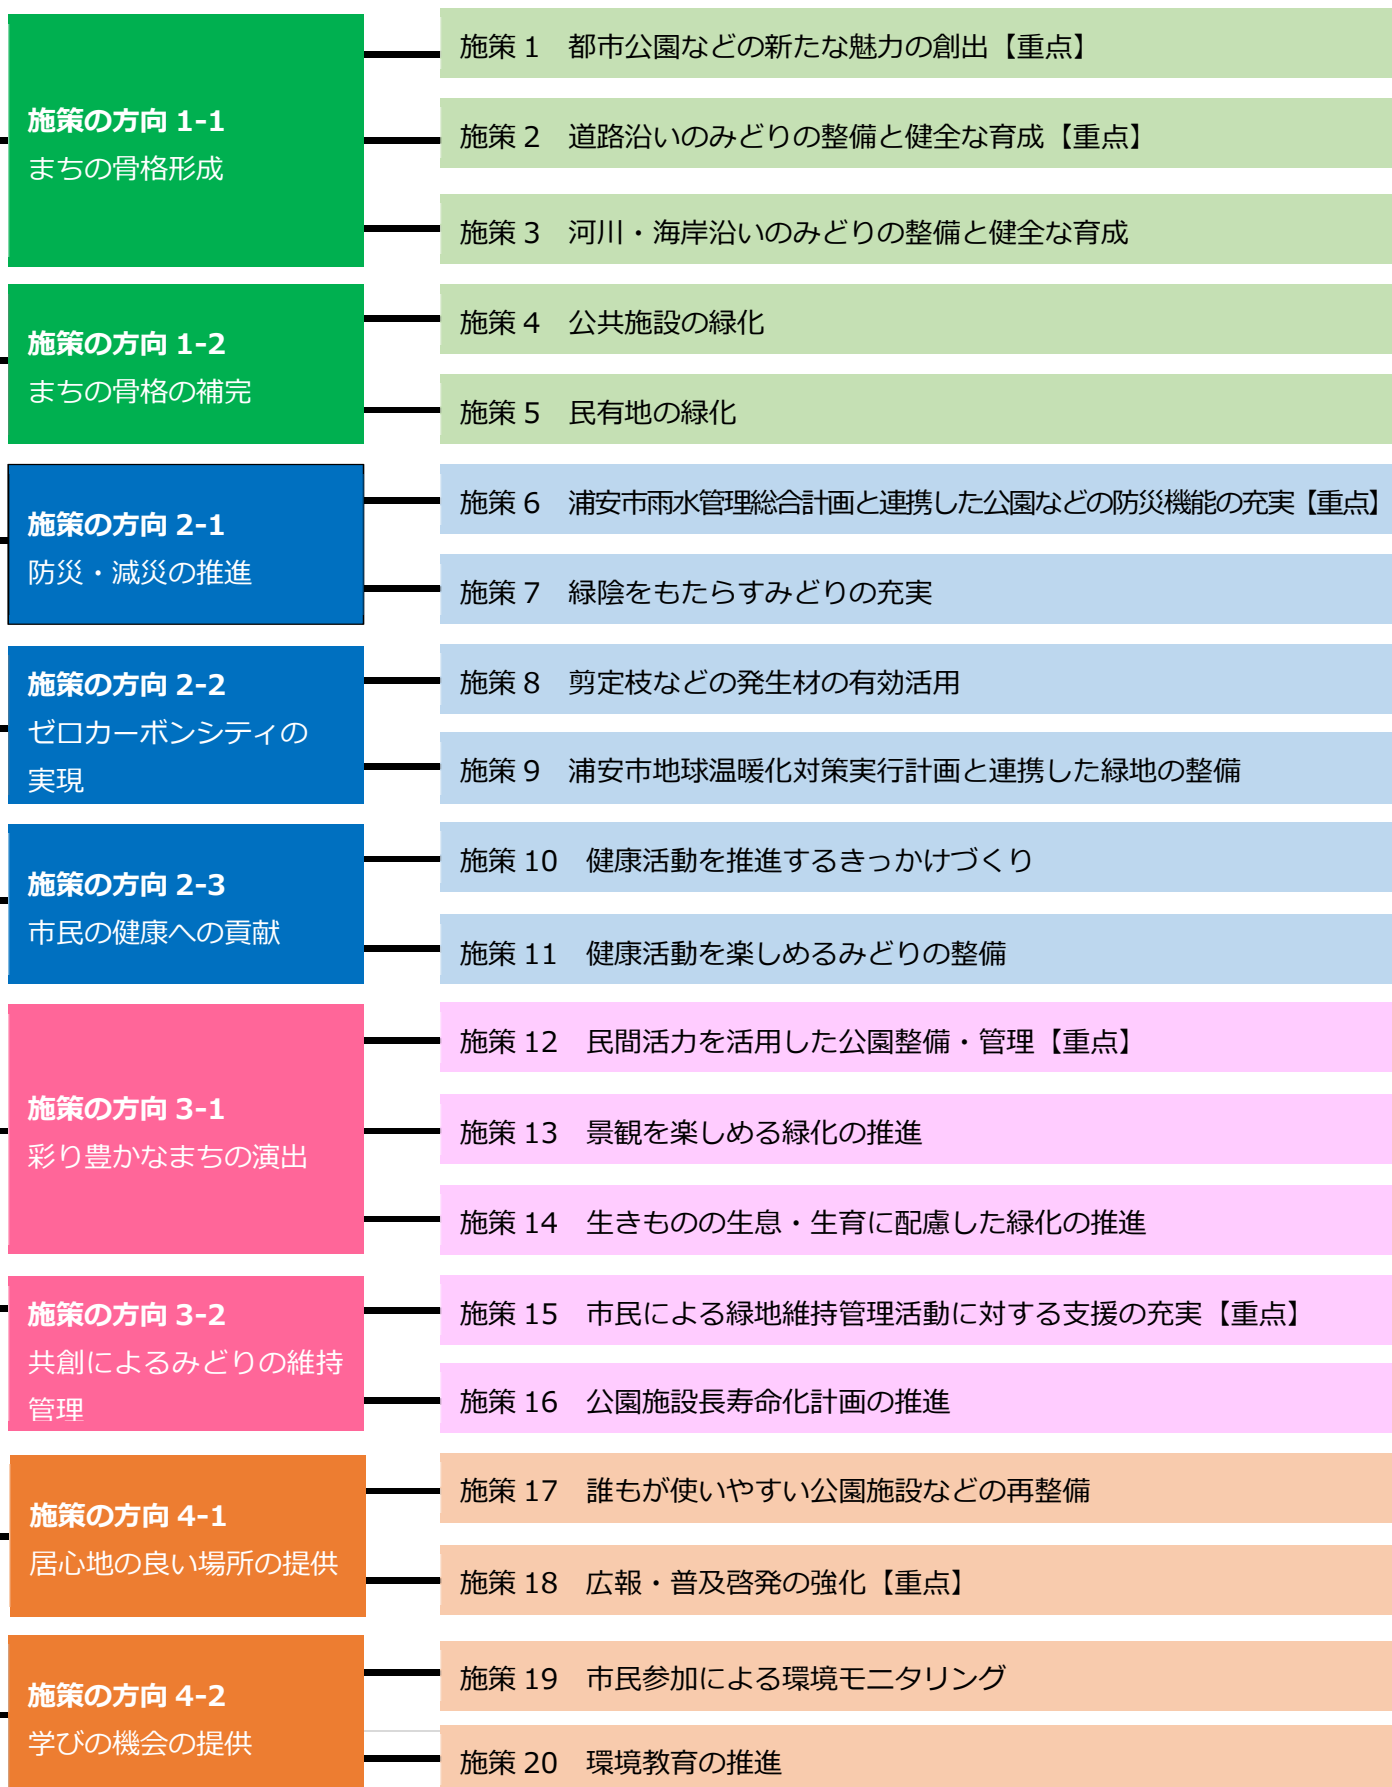 施策の方向 1-1
まちの骨格形成
施策 1　都市公園などの新たな魅力の創出【重点】
施策 2　道路沿いのみどりの整備と健全な育成【重点】
施策 3　河川・海岸沿いのみどりの整備と健全な育成
施策の方向 1-2
まちの骨格の補完
施策 4　公共施設の緑化
施策 5　民有地の緑化
施策の方向 2-1
防災・減災の推進
施策 6　浦安市雨水管理総合計画と連携した公園などの防災機能の充実【重点】
施策 7　緑陰をもたらすみどりの充実
施策の方向 2-2
ゼロカーボンシティの
実現
施策 8　剪定枝などの発生材の有効活用
施策 9　浦安市地球温暖化対策実行計画と連携した緑地の整備
施策の方向 2-3
市民の健康への貢献
施策 10　健康活動を推進するきっかけづくり
施策 11　健康活動を楽しめるみどりの整備
施策の方向 3-1
彩り豊かなまちの演出
施策 12　民間活力を活用した公園整備・管理【重点】
施策 13　景観を楽しめる緑化の推進
施策 14　生きものの生息・生育に配慮した緑化の推進
施策の方向 3-2
共創によるみどりの維持
管理
施策 15　市民による緑地維持管理活動に対する支援の充実【重点】
施策 16　公園施設長寿命化計画の推進
施策の方向 4-1
居心地の良い場所の提供
施策 17　誰もが使いやすい公園施設などの再整備
施策 18　広報・普及啓発の強化【重点】
施策の方向 4-2
学びの機会の提供
施策 19　市民参加による環境モニタリング
施策 20　環境教育の推進